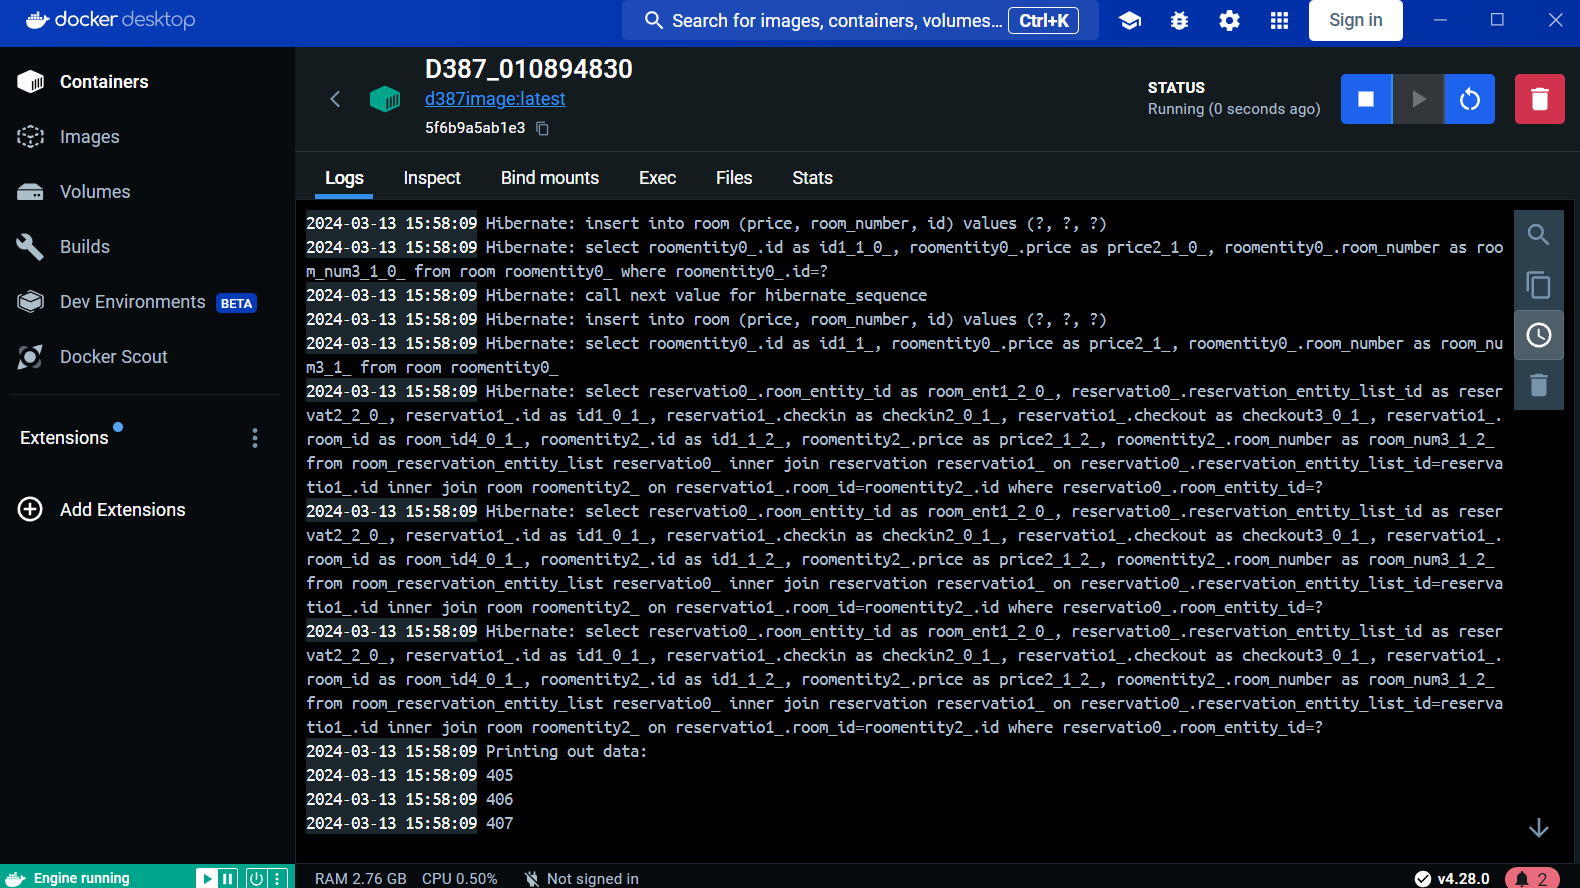 docker desktop
Search for images, containers, volumes... Ctrl+K
Sign in
Containers
Images
Volumes
Builds
Dev Environments BETA
Docker Scout
Extensions
Add Extensions
D387_010894830
d387image:latest
5f6b9a5ab1e3
STATUS
Running (0 seconds ago)
Logs Inspect Bind mounts Exec Files Stats
2024-03-13 15:58:09 Hibernate: insert into room (price, room_number, id) values (?, ?, ?)
2024-03-13 15:58:09 Hibernate: select roomentity0_.id as id1_1_0_, roomentity0_.price as price2_1_0_, roomentity0_.room_number as roo
m_num3_1_0_ from room roomentity0_ where roomentity0_.id=?
2024-03-13 15:58:09 Hibernate: call next value for hibernate_sequence
2024-03-13 15:58:09 Hibernate: insert into room (price, room_number, id) values (?, ?, ?)
2024-03-13 15:58:09 Hibernate: select roomentity0_.id as id1_1_, roomentity0_.price as price2_1_, roomentity0_.room_number as room_nu
m3_1_ from room roomentity0_
2024-03-13 15:58:09 Hibernate: select reservatio0_.room_entity_id as room_ent1_2_0_, reservatio0_.reservation_entity_list_id as reser
vat2_2_0_, reservatio1_.id as id1_0_1_, reservatio1_.checkin as checkin2_0_1_, reservatio1_.checkout as checkout3_0_1_, reservatio1_.
room_id as room_id4_0_1_, roomentity2_.id as id1_1_2_, roomentity2_.price as price2_1_2_, roomentity2_.room_number as room_num3_1_2_
from room_reservation_entity_list reservatio0_ inner join reservation reservatio1_ on reservatio0_.reservation_entity_list_id=reserva
tio1_.id inner join room roomentity2_ on reservatio1_.room_id=roomentity2_.id where reservatio0_.room_entity_id=?
2024-03-13 15:58:09 Hibernate: select reservatio0_.room_entity_id as room_ent1_2_0_, reservatio0_.reservation_entity_list_id as reser
vat2_2_0_, reservatio1_.id as id1_0_1_, reservatio1_.checkin as checkin2_0_1_, reservatio1_.checkout as checkout3_0_1_, reservatio1_.
room_id as room_id4_0_1_, roomentity2_.id as id1_1_2_, roomentity2_.price as price2_1_2_, roomentity2_.room_number as room_num3_1_2_
from room_reservation_entity_list reservatio0_ inner join reservation reservatio1_ on reservatio0_.reservation_entity_list_id=reserva
tio1_.id inner join room roomentity2_ on reservatio1_.room_id=roomentity2_.id where reservatio0_.room_entity_id=?
2024-03-13 15:58:09 Hibernate: select reservatio0_.room_entity_id as room_ent1_2_0_, reservatio0_.reservation_entity_list_id as reser
vat2_2_0_, reservatio1_.id as id1_0_1_, reservatio1_.checkin as checkin2_0_1_, reservatio1_.checkout as checkout3_0_1_, reservatio1_.
room_id as room_id4_0_1_, roomentity2_.id as id1_1_2_, roomentity2_.price as price2_1_2_, roomentity2_.room_number as room_num3_1_2_
from room_reservation_entity_list reservatio0_ inner join reservation reservatio1_ on reservatio0_.reservation_entity_list_id=reserva
tio1_.id inner join room roomentity2_ on reservatio1_.room_id=roomentity2_.id where reservatio0_.room_entity_id=?
2024-03-13 15:58:09 Printing out data:
2024-03-13 15:58:09 405
2024-03-13 15:58:09 406
2024-03-13 15:58:09 407
Engine running
RAM 2.76 GB CPU 0.50% Not signed in
v4.28.0
2